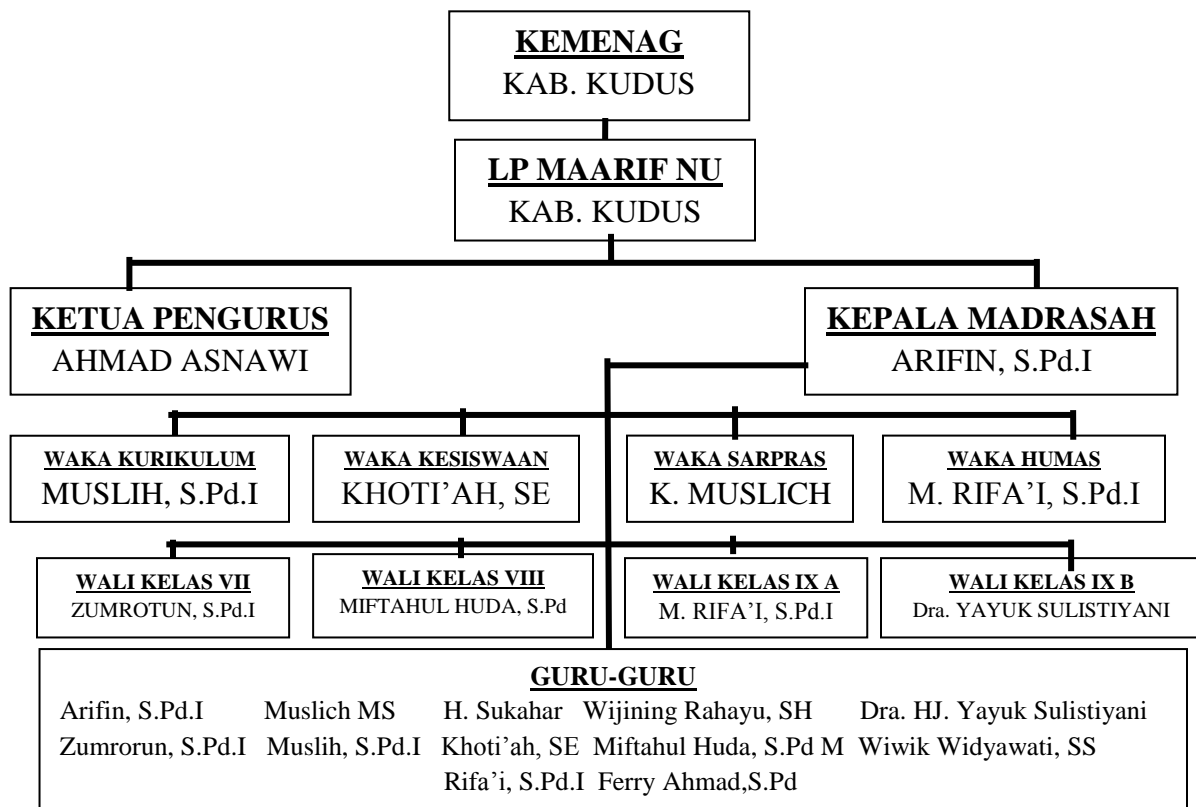 KEMENAG
KAB. KUDUS
LP MAARIF NU
KAB. KUDUS
KETUA PENGURUS
AHMAD ASNAWI
KEPALA MADRASAH
ARIFIN, S.Pd.I
WAKA KURIKULUM
MUSLIH, S.Pd.I
WAKA KESISWAAN
KHOTI’AH, SE
WAKA SARPRAS
K. MUSLICH
WAKA HUMAS
M. RIFA’I, S.Pd.I
WALI KELAS VII
ZUMROTUN, S.Pd.I
WALI KELAS VIII
MIFTAHUL HUDA, S.Pd
WALI KELAS IX A
M. RIFA’I, S.Pd.I
WALI KELAS IX B
Dra. YAYUK SULISTIYANI
GURU-GURU
Arifin, S.Pd.I Muslich MS H. Sukahar Wijining Rahayu, SH Dra. HJ. Yayuk Sulistiyani
Zumrorun, S.Pd.I Muslih, S.Pd.I Khoti’ah, SE Miftahul Huda, S.Pd M Wiwik Widyawati, SS
Rifa’i, S.Pd.I Ferry Ahmad,S.Pd